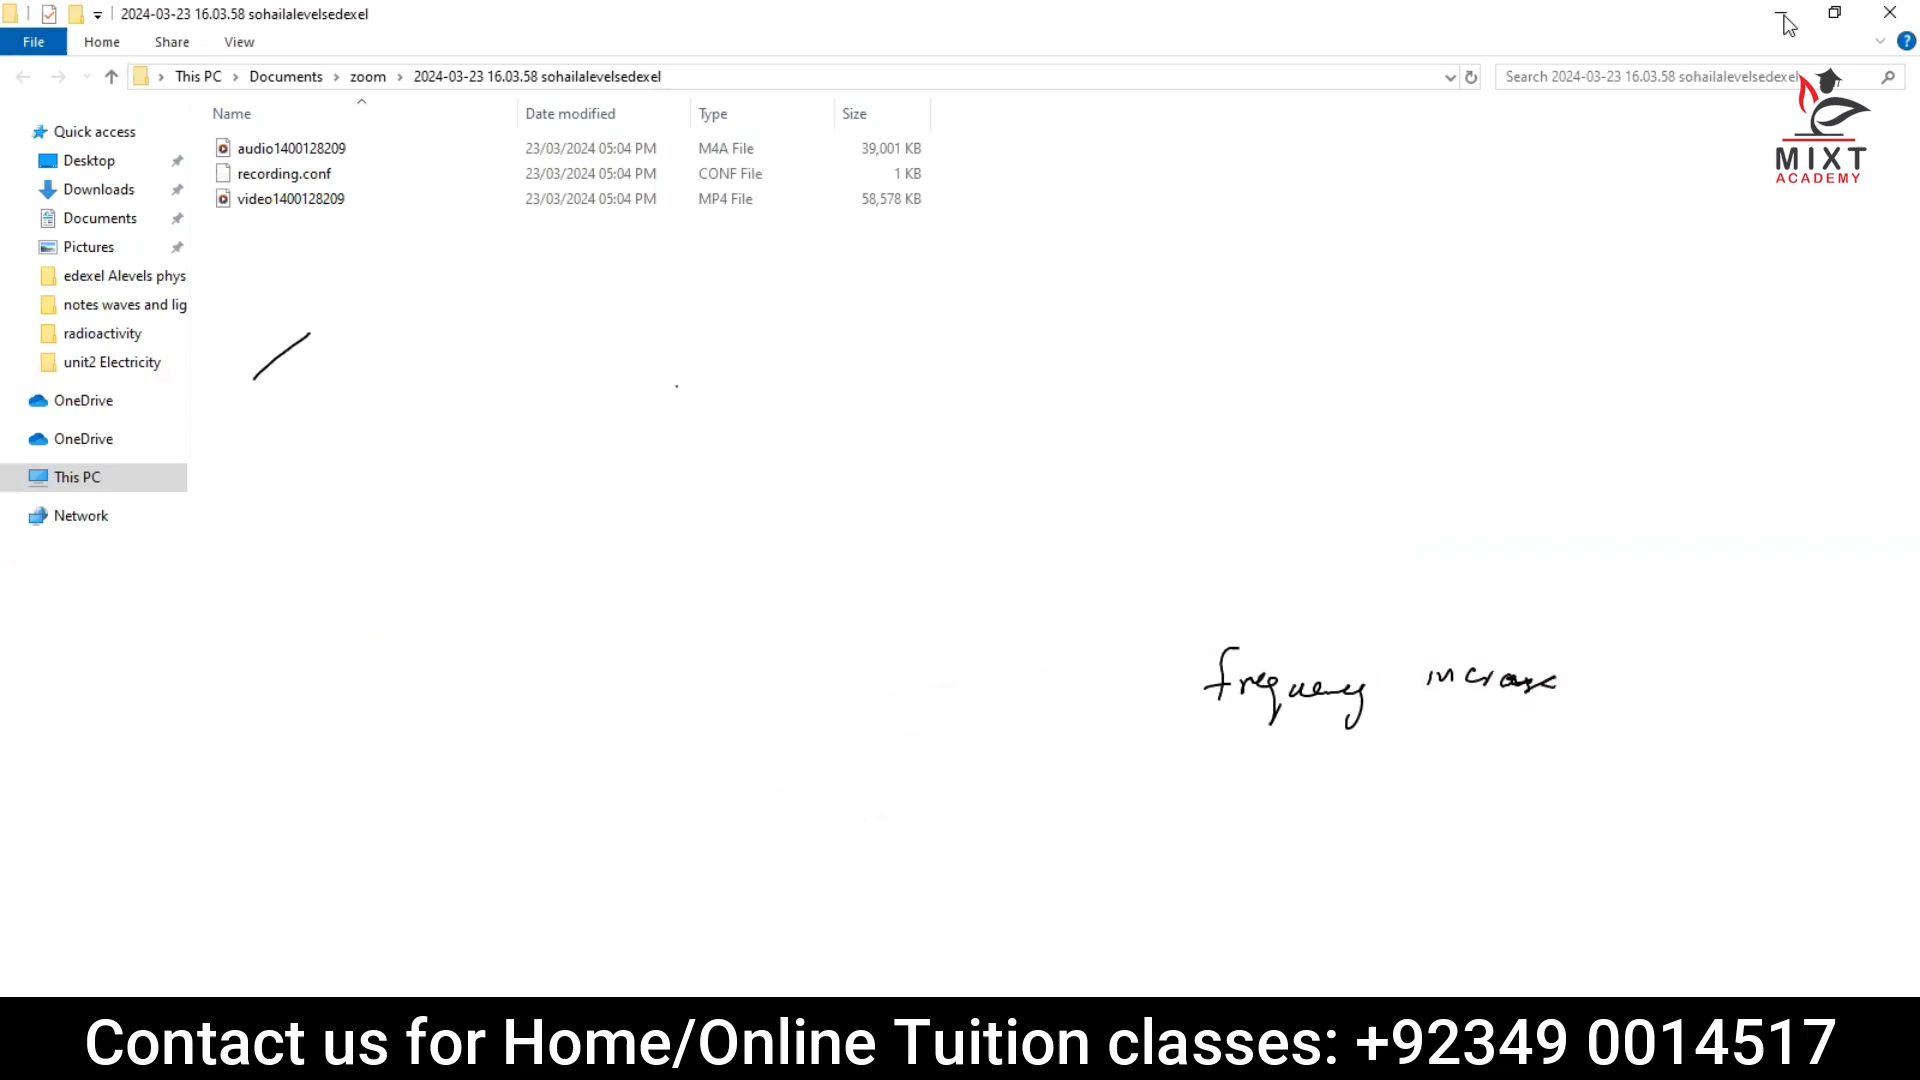 2024-03-23 16.03.58 sohailalevelsedexel
File Home Share View
This PC Documents zoom 2024-03-23 16.03.58 sohailalevelsedexel
Search 2024-03-23 16.03.58 sohailalevelsedexel
MIXT
ACADEMY
Name Date modified Type Size
audio1400128209 23/03/2024 05:04 PM M4A File 39,001 KB
recording.conf 23/03/2024 05:04 PM CONF File 1 KB
video1400128209 23/03/2024 05:04 PM MP4 File 58,578 KB
Quick access
Desktop
Downloads
Documents
Pictures
edexel Alevels phys
notes waves and lig
radioactivity
unit2 Electricity
OneDrive
OneDrive
This PC
Network
frequency increase
Contact us for Home/Online Tuition classes: +92349 0014517